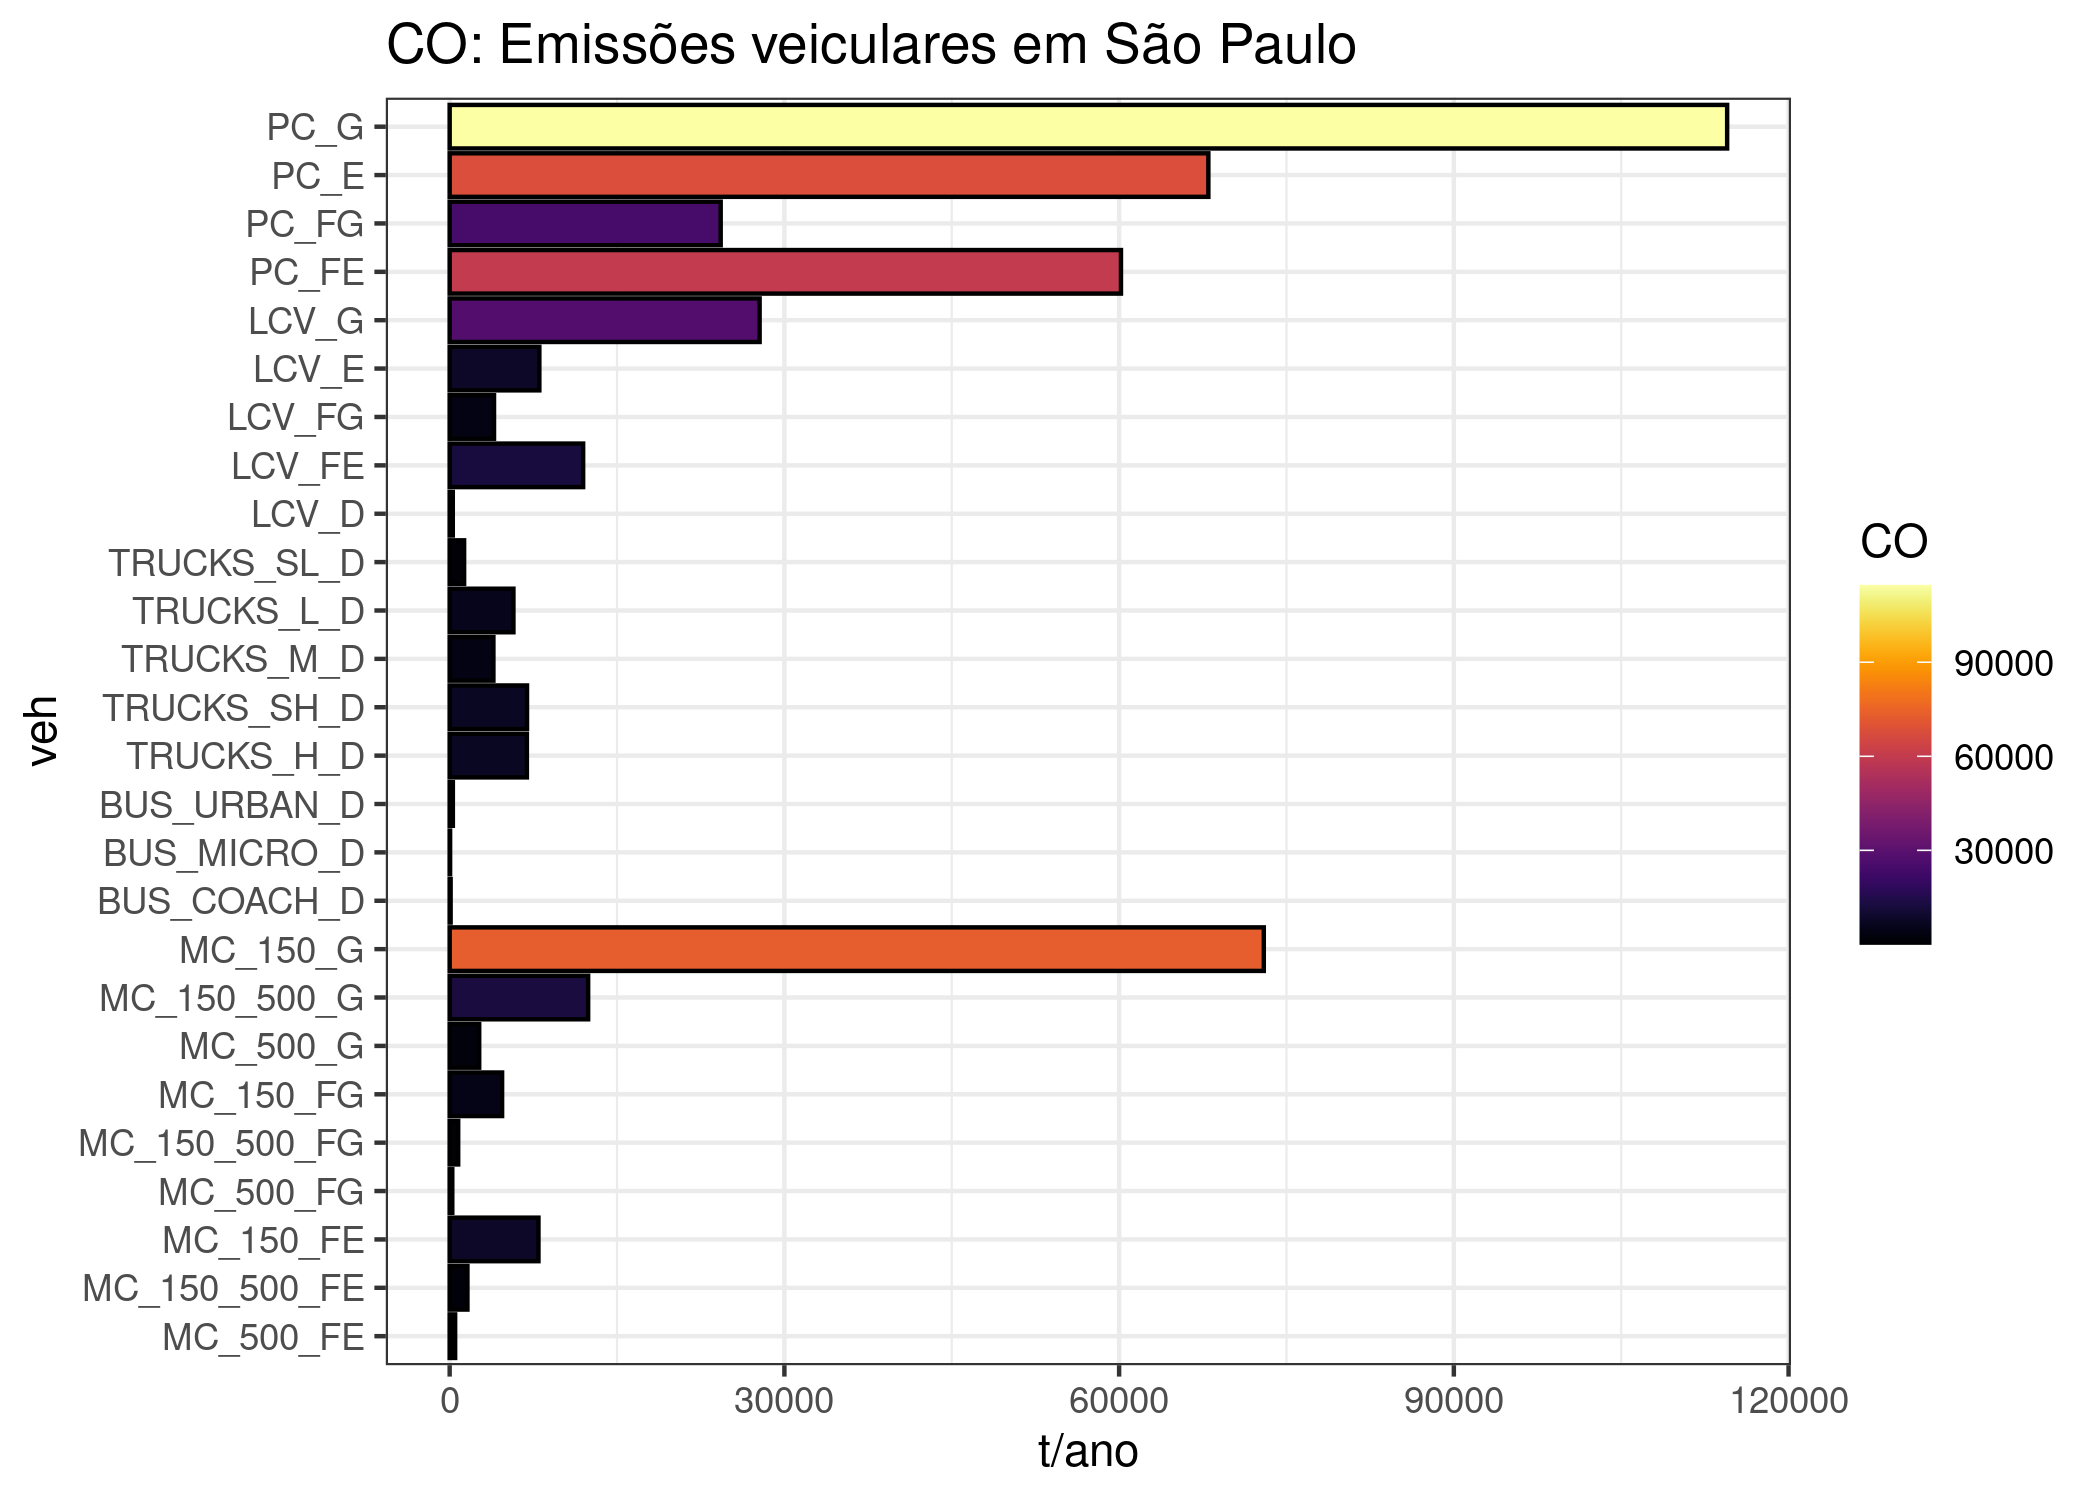 CO: Emissões veiculares em São Paulo
PC_G
PC_E
PC_FG
PC_FE
LCV_G
LCV_E
LCV_FG
LCV_FE
LCV_D
TRUCKS_SL_D
TRUCKS_L_D
TRUCKS_M_D
TRUCKS_SH_D
TRUCKS_H_D
BUS_URBAN_D
BUS_MICRO_D
BUS_COACH_D
MC_150_G
MC_150_500_G
MC_500_G
MC_150_FG
MC_150_500_FG
MC_500_FG
MC_150_FE
MC_150_500_FE
MC_500_FE
veh
0 30000 60000 90000 120000
t/ano
CO
90000
60000
30000